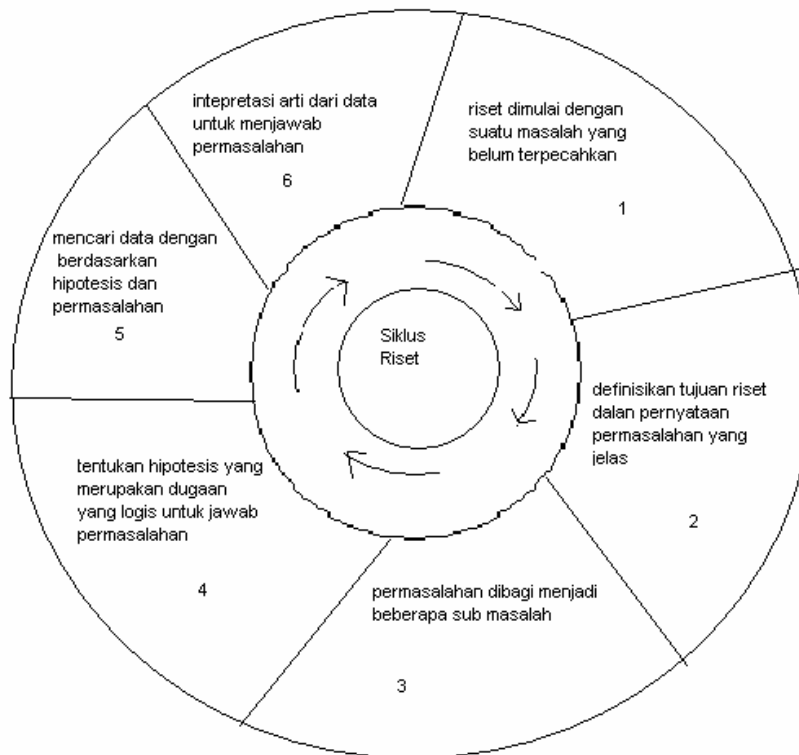 riset dimulai dengan
suatu masalah yang
belum terpecahkan
1
definisikan tujuan riset
dalan pernyataan
permasalahan yang
jelas
2
permasalahan dibagi menjadi
beberapa sub masalah
3
tentukan hipotesis yang
merupakan dugaan
yang logis untuk jawab
permasalahan
4
mencari data dengan
berdasarkan
hipotesis dan
permasalahan
5
intepretasi arti dari data
untuk menjawab
permasalahan
6
Siklus
Riset